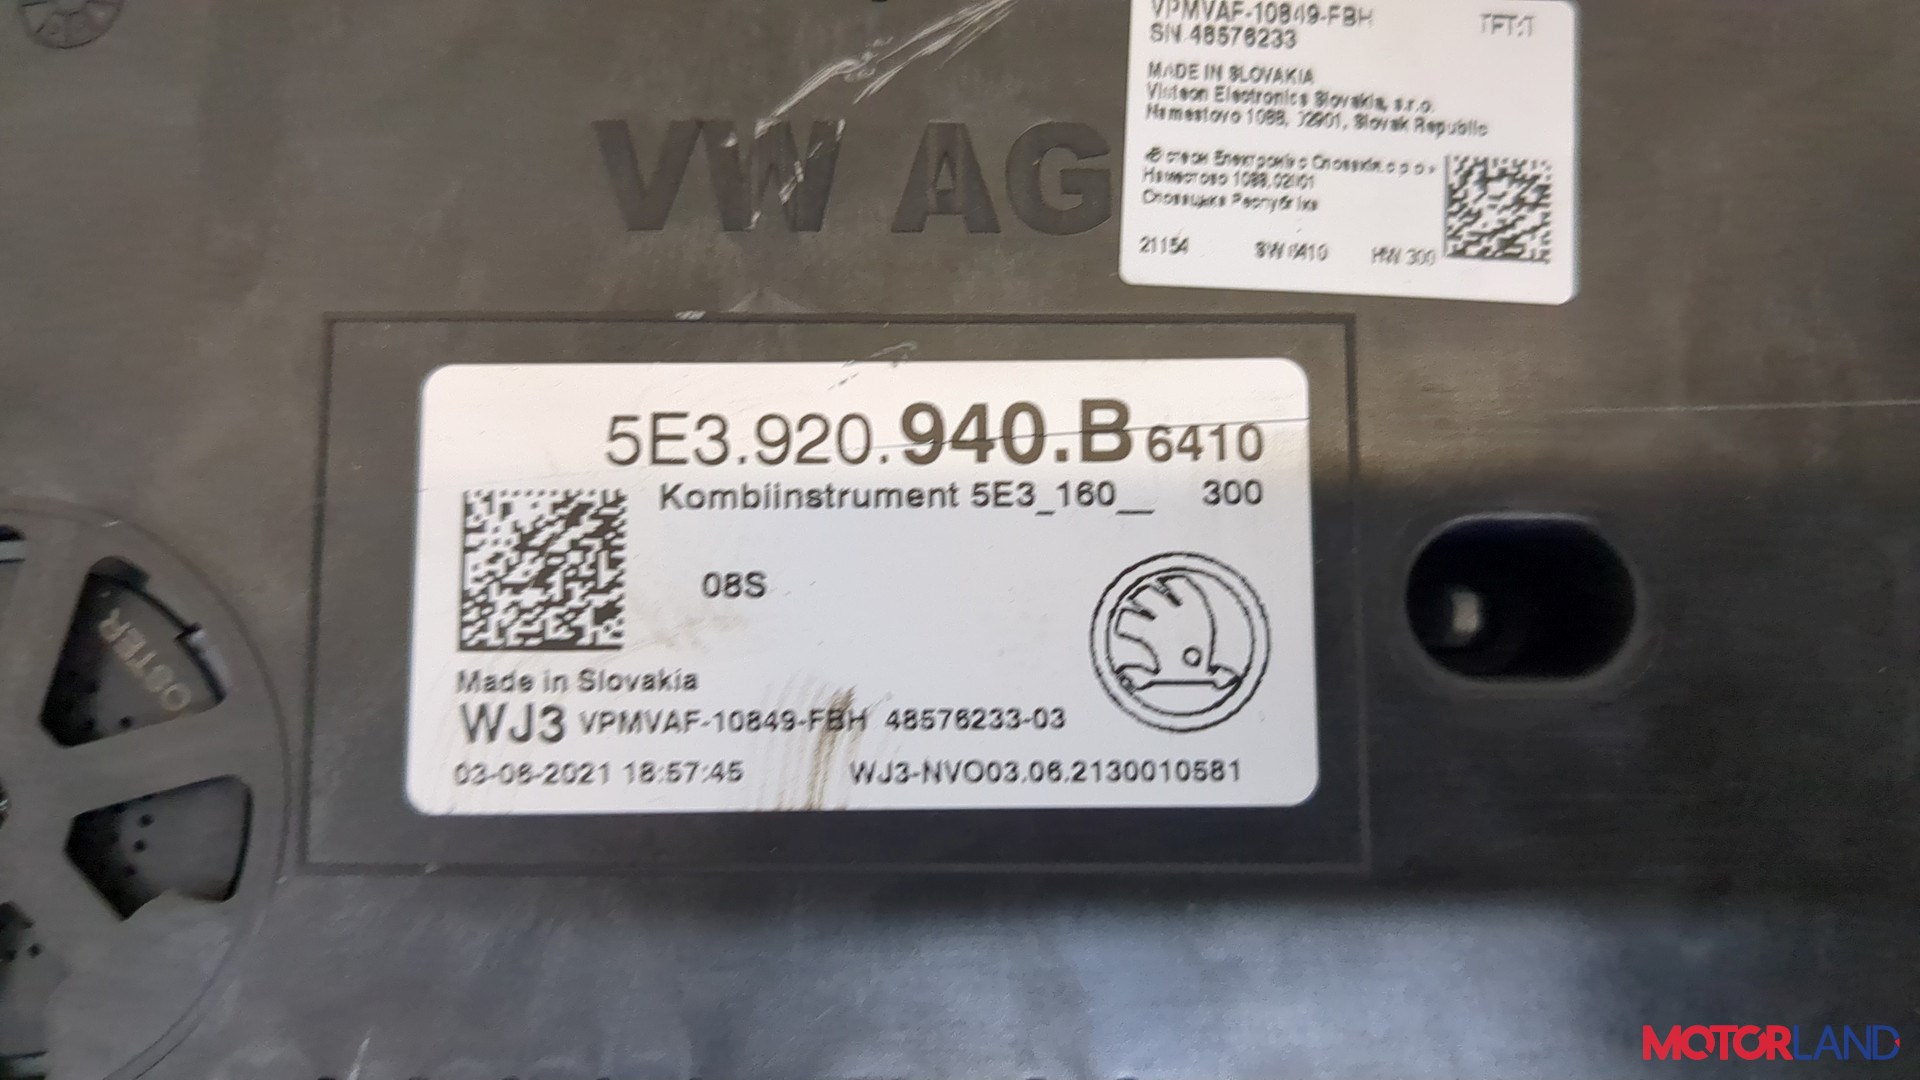 VPMVAF-10849-FBH TFT:T
SN.48576233
MADE IN SLOVAKIA
Visteon Electronics Slovakia, s.r.o.
Namestovo 1088, 02901, Slovak Republic
1088,02901
21154 SW 6410 HW 300
VW AG
5E3.920.940.B 6410
Kombiinstrument 5E3_160__ 300
08S
Made in Slovakia
WJ3 VPMVAF-10849-FBH 48576233-03
03-06-2021 18:57:45 WJ3-NVO03.06.2130010581
OSTER
MOTORLAND